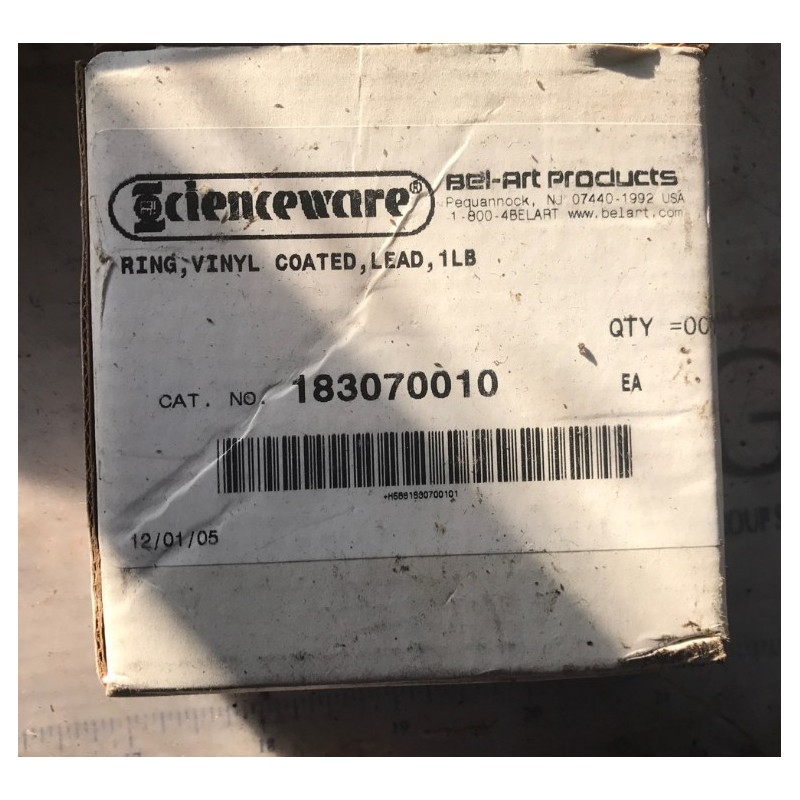 Scienceware®
Bel-Art Products
Pequannock, NJ 07440-1992 USA
1-800-4BELART www.belart.com
RING,VINYL COATED,LEAD,1LB
QTY =00
CAT. NO. 183070010
EA
12/01/05